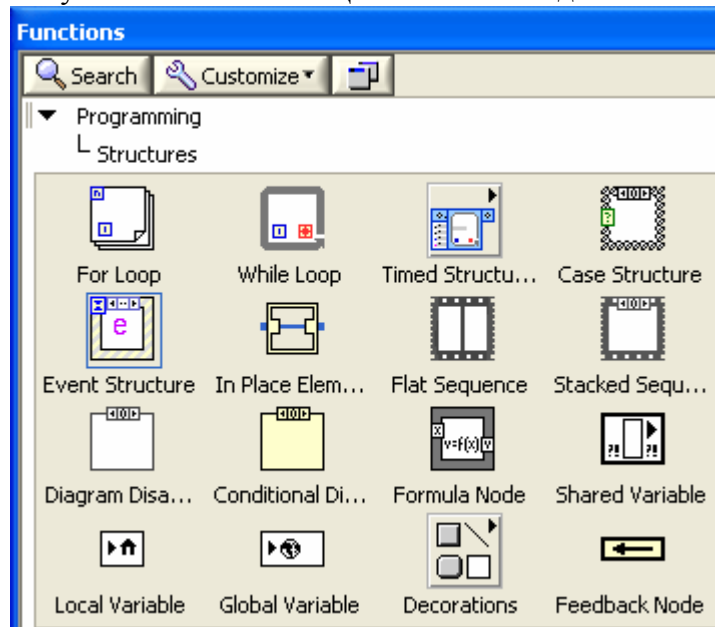 Functions
Search Customize
Programming
Structures
For Loop While Loop Timed Structu... Case Structure
Event Structure In Place Elem... Flat Sequence Stacked Sequ...
Diagram Disa... Conditional Di... Formula Node Shared Variable
Local Variable Global Variable Decorations Feedback Node